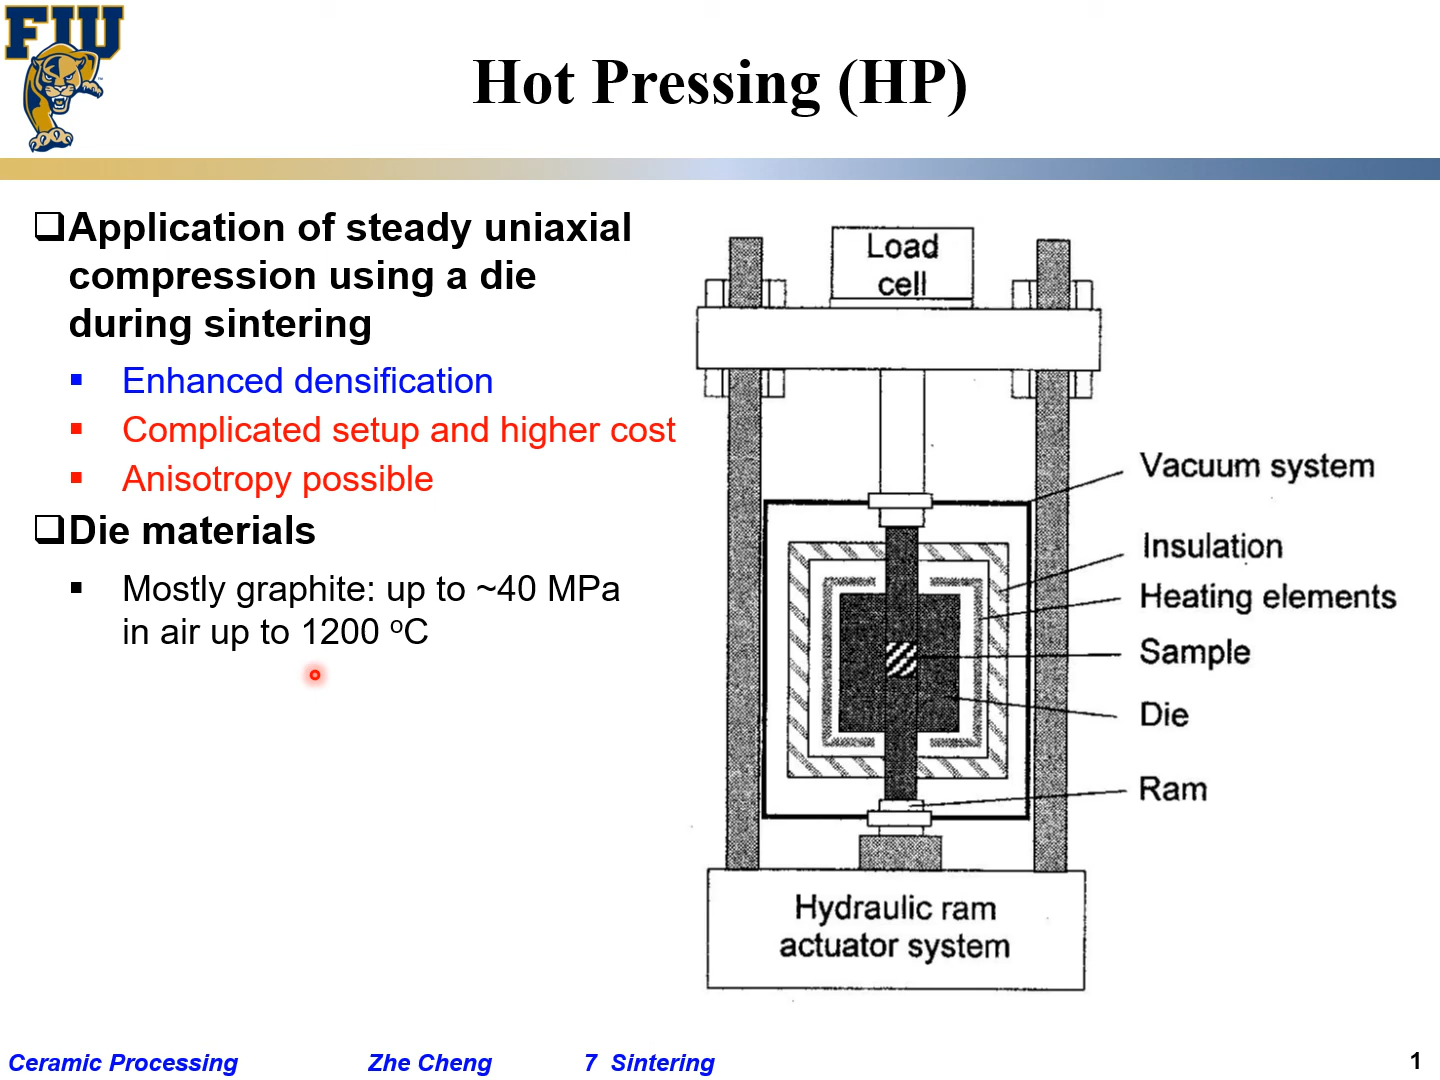 FIU
Hot Pressing (HP)
Application of steady uniaxial
compression using a die
during sintering
Enhanced densification
Complicated setup and higher cost
Anisotropy possible
Die materials
Mostly graphite: up to ~40 MPa
in air up to 1200 ᵒC
Load
cell
Vacuum system
Insulation
Heating elements
Sample
Die
Ram
Hydraulic ram
actuator system
Ceramic Processing Zhe Cheng 7 Sintering 1